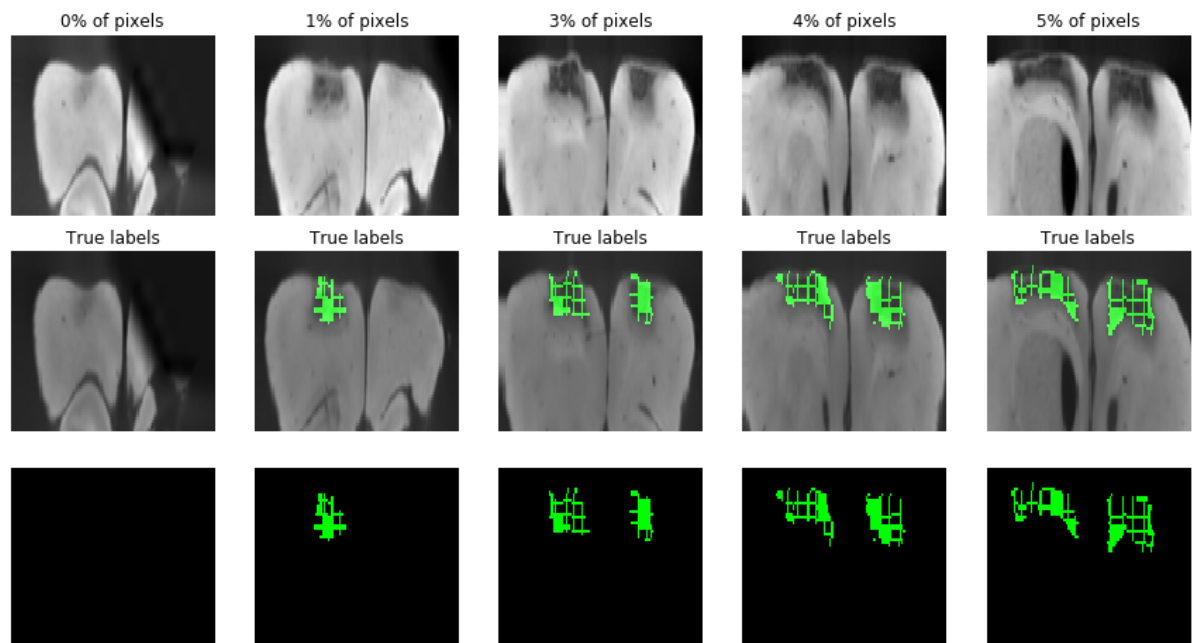 0% of pixels
1% of pixels
3% of pixels
4% of pixels
5% of pixels
True labels
True labels
True labels
True labels
True labels